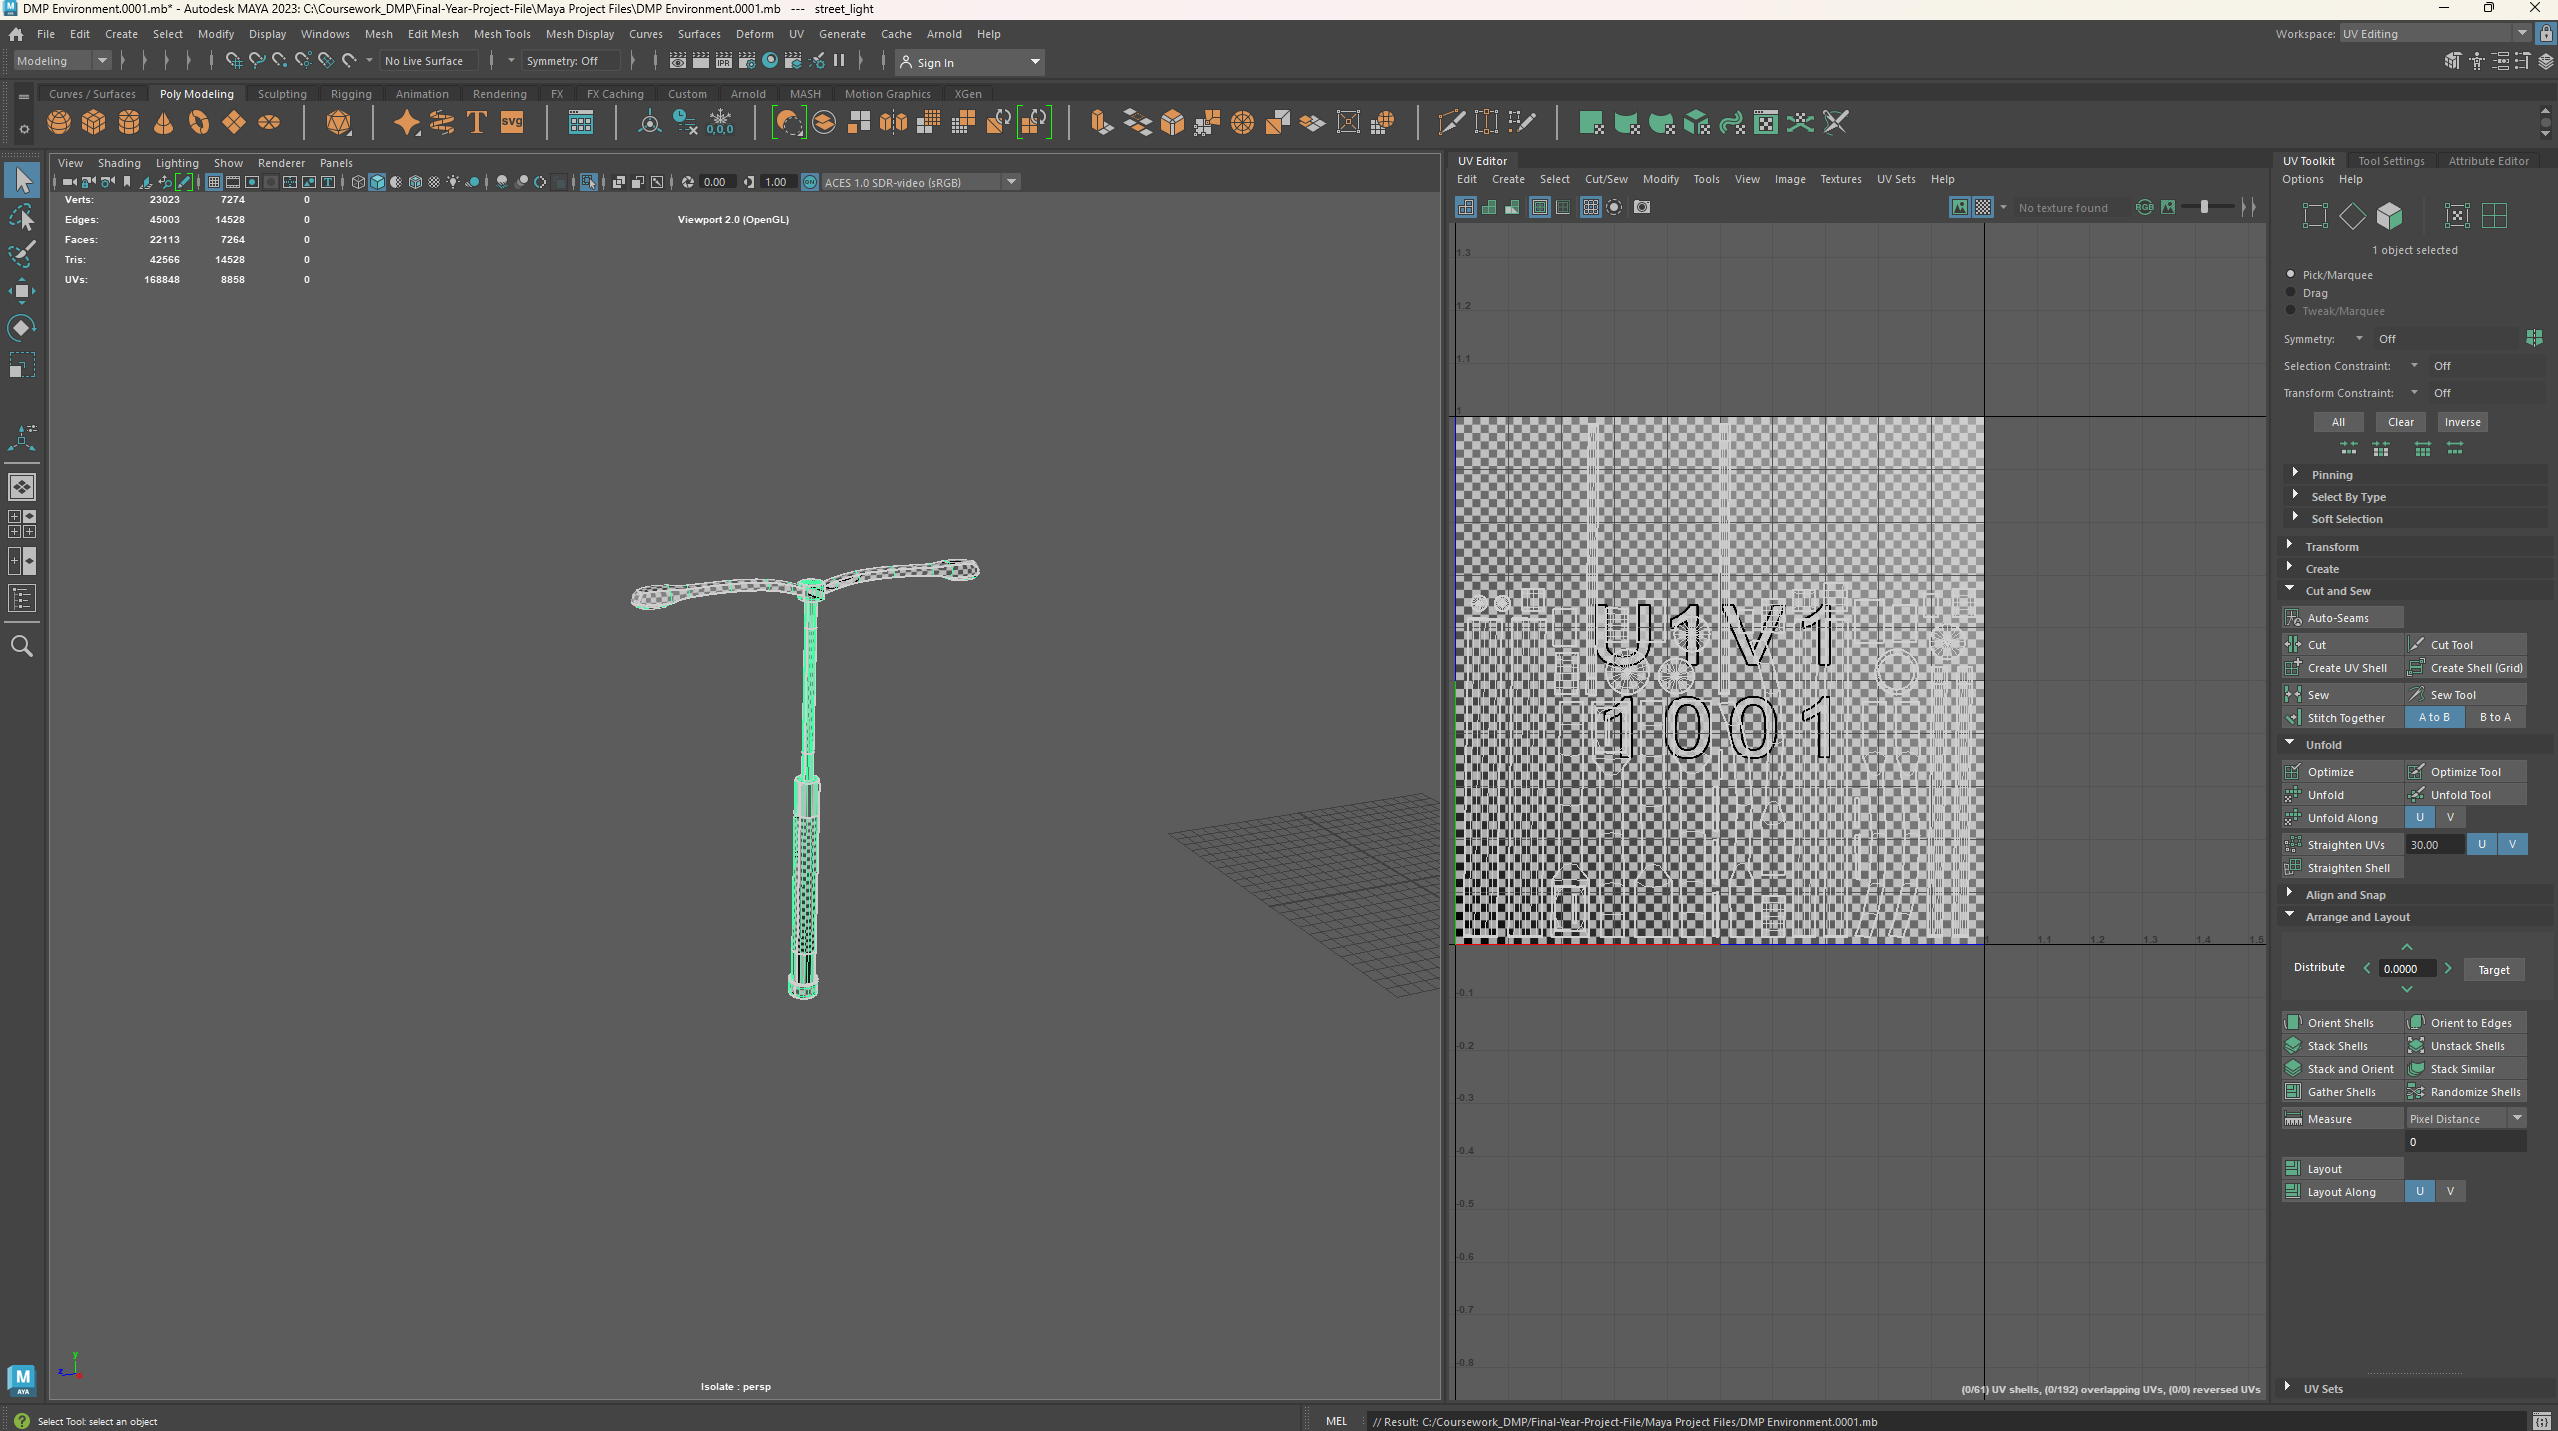 DMP Environment.0001.mb* - Autodesk MAYA 2023: C:\Coursework_DMP\Final-Year-Project-File\Maya Project Files\DMP Environment.0001.mb --- street_light
File Edit Create Select Modify Display Windows Mesh Edit Mesh Mesh Tools Mesh Display Curves Surfaces Deform UV Generate Cache Arnold Help
Workspace: UV Editing
Modeling No Live Surface Symmetry: Off IPR Sign In
Curves / Surfaces Poly Modeling Sculpting Rigging Animation Rendering FX FX Caching Custom Arnold MASH Motion Graphics XGen
T SVG 0,0,0
View Shading Lighting Show Renderer Panels
0.00 1.00 ON ACES 1.0 SDR-video (sRGB)
Verts: 23023 7274 0
Edges: 45003 14528 0
Faces: 22113 7264 0
Tris: 42566 14528 0
UVs: 168848 8858 0
Viewport 2.0 (OpenGL)
y
z
Isolate : persp
UV Editor
Edit Create Select Cut/Sew Modify Tools View Image Textures UV Sets Help
No texture found RGB
1.3
1.2
1.1
1
U1V1
1001
1 1.1 1.2 1.3 1.4 1.5
-0.1
-0.2
-0.3
-0.4
-0.5
-0.6
-0.7
-0.8
(0/61) UV shells, (0/192) overlapping UVs, (0/0) reversed UVs
UV Toolkit Tool Settings Attribute Editor
Options Help
1 object selected
Pick/Marquee
Drag
Tweak/Marquee
Symmetry: Off
Selection Constraint: Off
Transform Constraint: Off
All Clear Inverse
Pinning
Select By Type
Soft Selection
Transform
Create
Cut and Sew
Auto-Seams
Cut Cut Tool
Create UV Shell Create Shell (Grid)
Sew Sew Tool
Stitch Together A to B B to A
Unfold
Optimize Optimize Tool
Unfold Unfold Tool
Unfold Along U V
Straighten UVs 30.00 U V
Straighten Shell
Align and Snap
Arrange and Layout
Distribute 0.0000 Target
Orient Shells Orient to Edges
Stack Shells Unstack Shells
Stack and Orient Stack Similar
Gather Shells Randomize Shells
Measure Pixel Distance
0
Layout
Layout Along U V
UV Sets
M
AYA
Select Tool: select an object
MEL // Result: C:/Coursework_DMP/Final-Year-Project-File/Maya Project Files/DMP Environment.0001.mb